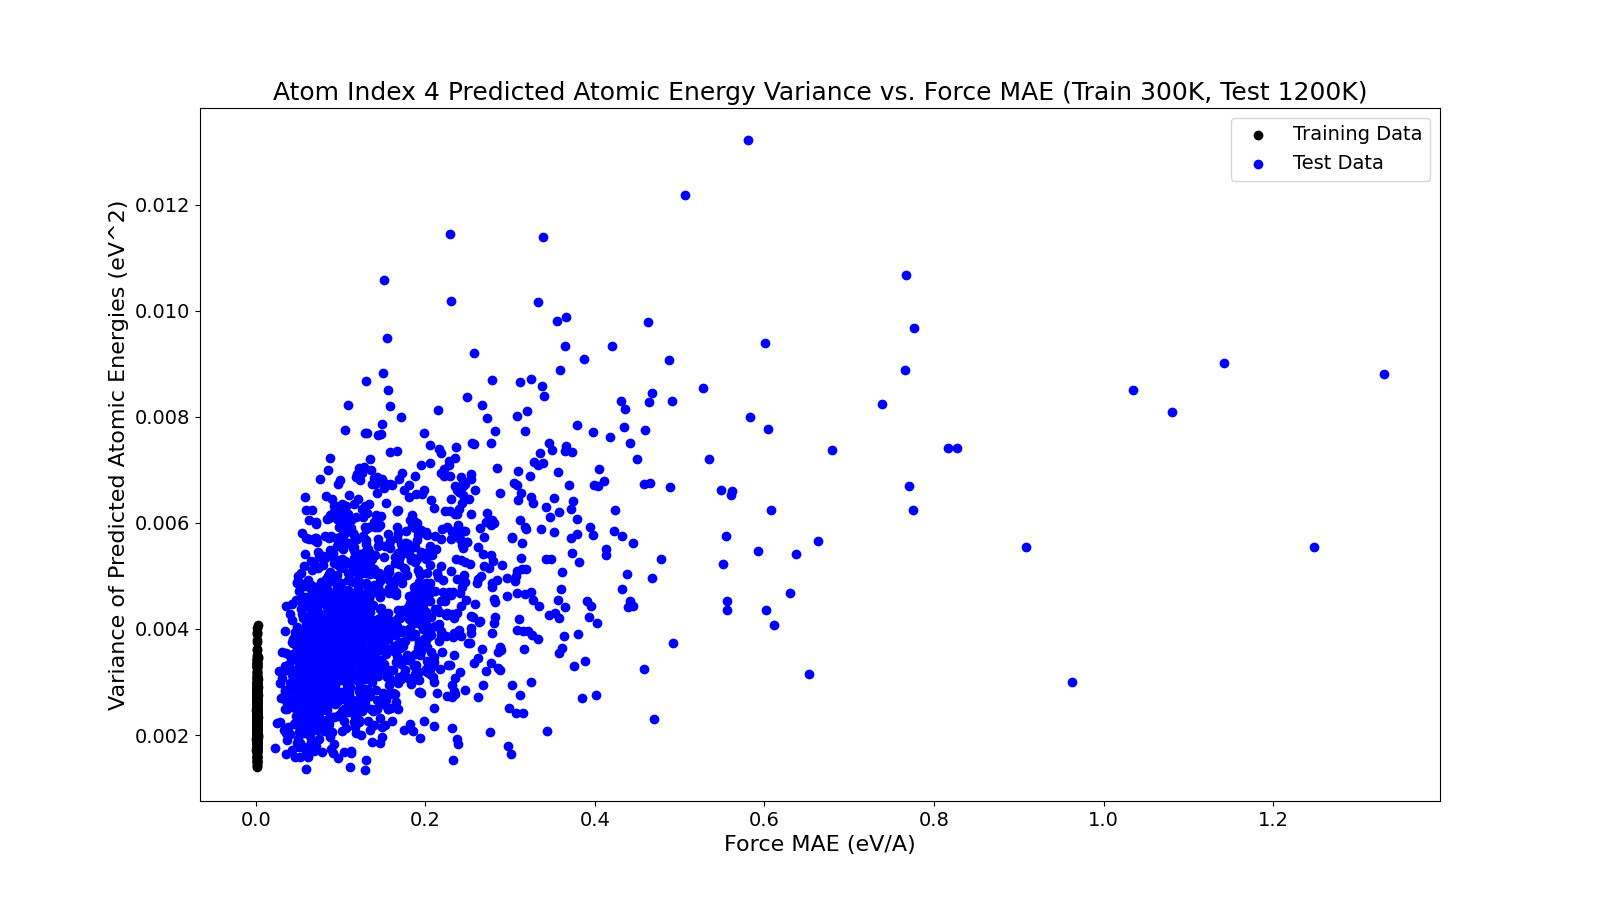 Atom Index 4 Predicted Atomic Energy Variance vs. Force MAE (Train 300K, Test 1200K)
Training Data
Test Data
Variance of Predicted Atomic Energies (eV^2)
0.012
0.010
0.008
0.006
0.004
0.002
0.0 0.2 0.4 0.6 0.8 1.0 1.2
Force MAE (eV/A)